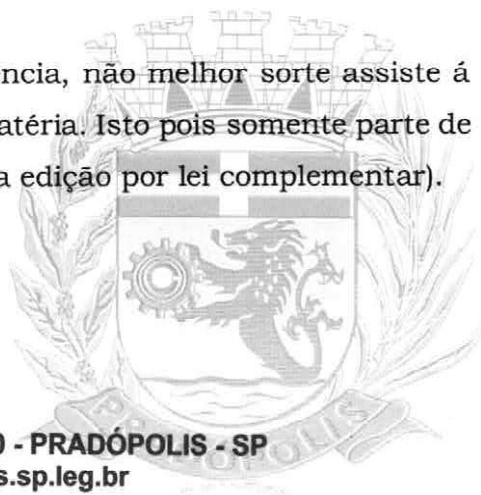 ncia, não melhor sorte assiste á
atéria. Isto pois somente parte de
a edição por lei complementar).
PRADÓPOLIS
0 - PRADÓPOLIS - SP
s.sp.leg.br